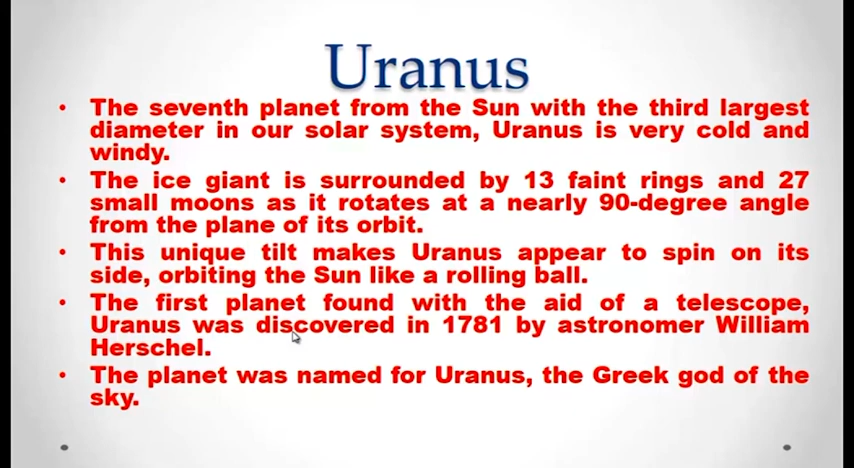 Uranus
• The seventh planet from the Sun with the third largest
diameter in our solar system, Uranus is very cold and
windy.
• The ice giant is surrounded by 13 faint rings and 27
small moons as it rotates at a nearly 90-degree angle
from the plane of its orbit.
• This unique tilt makes Uranus appear to spin on its
side, orbiting the Sun like a rolling ball.
• The first planet found with the aid of a telescope,
Uranus was discovered in 1781 by astronomer William
Herschel.
• The planet was named for Uranus, the Greek god of the
sky.